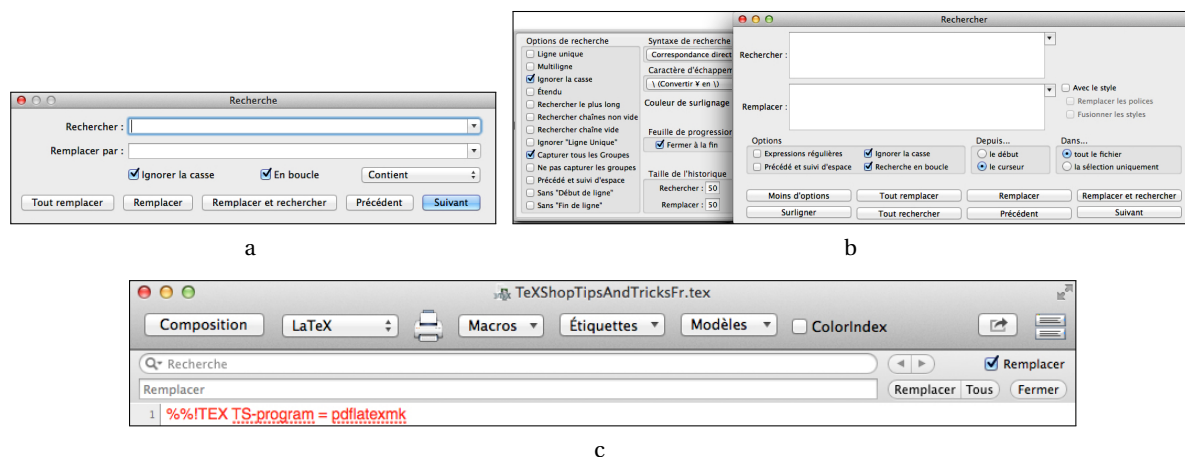 Recherche
Rechercher :
Remplacer par :
Ignorer la casse En boucle Contient
Tout remplacer Remplacer Remplacer et rechercher Précédent Suivant
a
Options de recherche
Ligne unique
Multiligne
Ignorer la casse
Étendu
Rechercher le plus long
Rechercher chaînes non vide
Rechercher chaîne vide
Ignorer "Ligne Unique"
Capturer tous les Groupes
Ne pas capturer les groupes
Précédé et suivi d'espace
Sans "Début de ligne"
Sans "Fin de ligne"
Syntaxe de recherche
Correspondance direct
Caractère d'échappem
\ (Convertir ¥ en \)
Couleur de surlignage
Feuille de progression
Fermer à la fin
Taille de l'historique
Rechercher : 50
Remplacer : 50
Rechercher
Rechercher :
Remplacer :
Avec le style
Remplacer les polices
Fusionner les styles
Options
Expressions régulières Ignorer la casse
Précédé et suivi d'espace Recherche en boucle
Depuis...
le début
le curseur
Dans...
tout le fichier
la sélection uniquement
Moins d'options Tout remplacer Remplacer Remplacer et rechercher
Surligner Tout rechercher Précédent Suivant
b
TeXShopTipsAndTricksFr.tex
Composition LaTeX Macros Étiquettes Modèles ColorIndex
Recherche Remplacer
Remplacer Remplacer Tous Fermer
1 %%!TEX TS-program = pdflatexmk
c